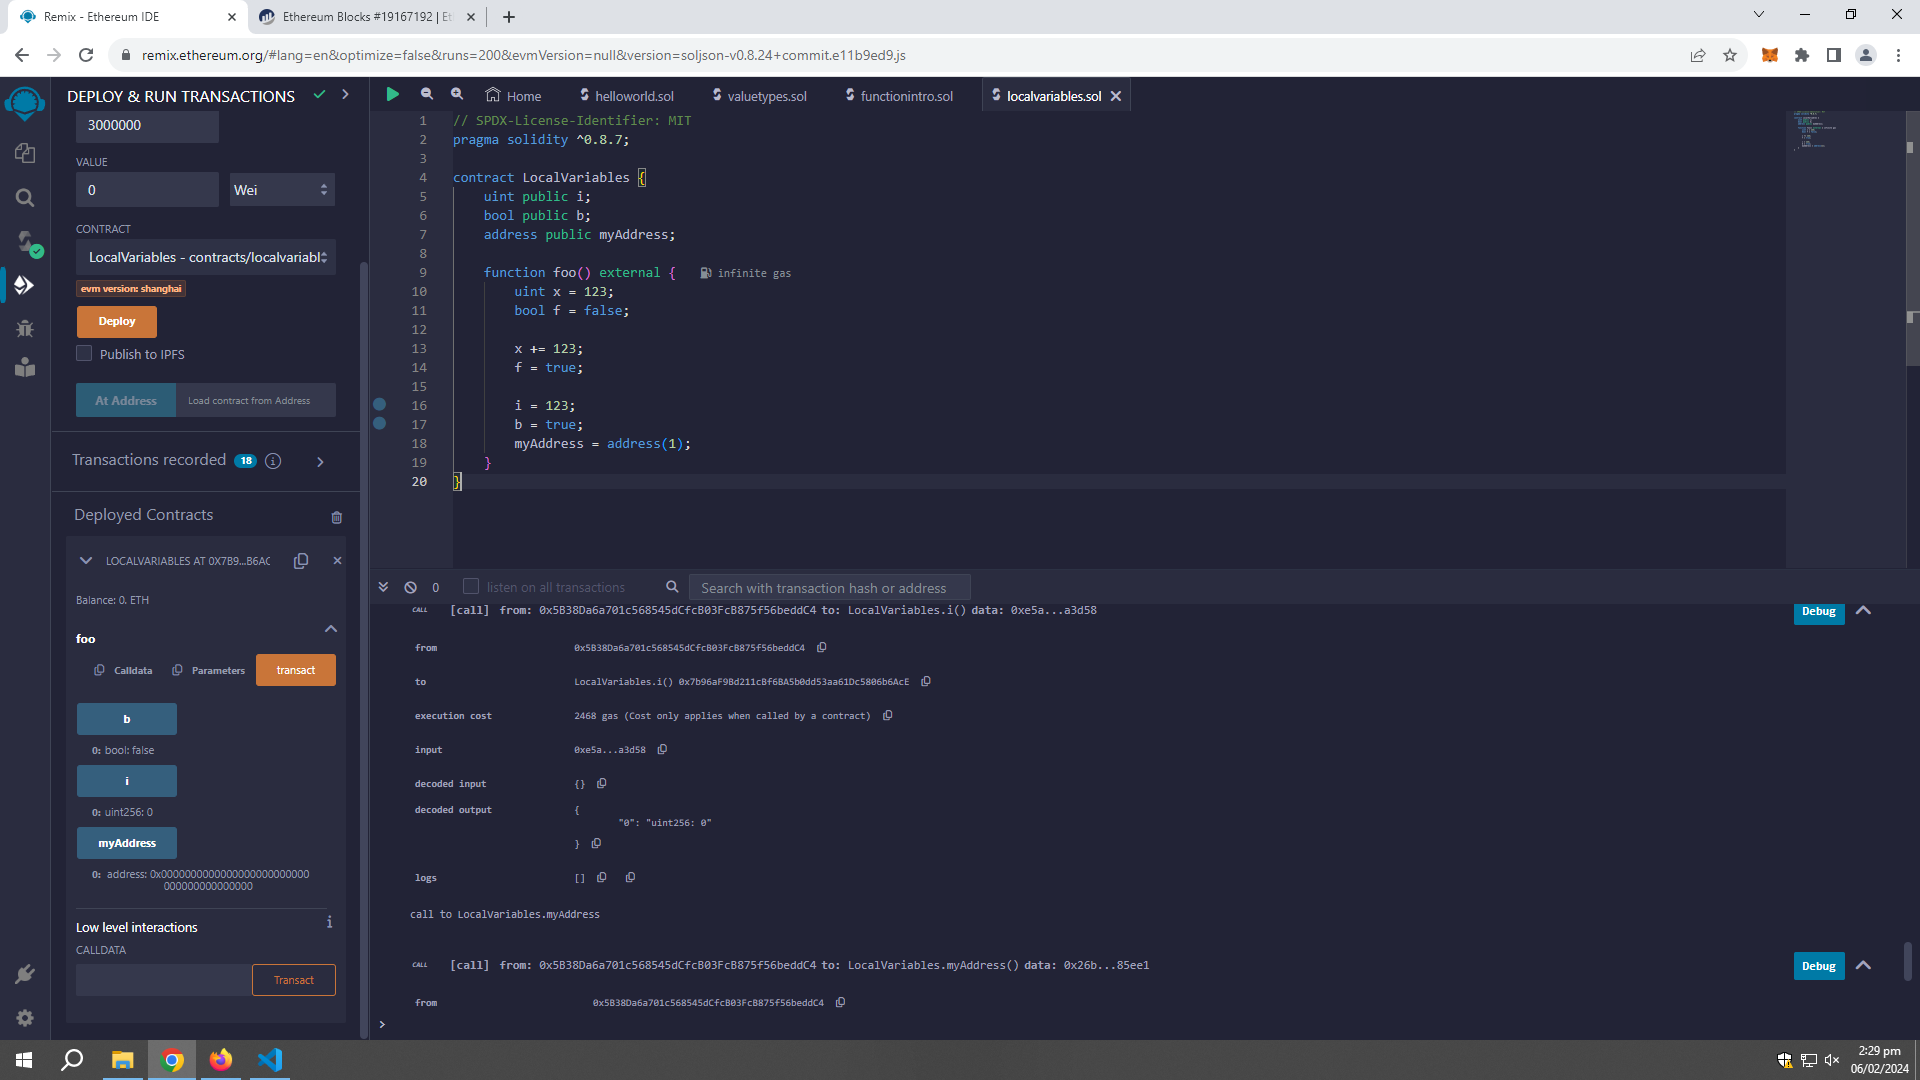 Remix - Ethereum IDE
Ethereum Blocks #19167192 | Et
remix.ethereum.org/#lang=en&optimize=false&runs=200&evmVersion=null&version=soljson-v0.8.24+commit.e11b9ed9.js
DEPLOY & RUN TRANSACTIONS
3000000
VALUE
0
Wei
CONTRACT
LocalVariables - contracts/localvariabl
evm version: shanghai
Deploy
Publish to IPFS
At Address
Load contract from Address
Transactions recorded 18 i
Deployed Contracts
LOCALVARIABLES AT 0X7B9...B6AC
Balance: 0. ETH
foo
Calldata
Parameters
transact
b
0: bool: false
i
0: uint256: 0
myAddress
0: address: 0x0000000000000000000000000
000000000000000
Low level interactions
i
CALLDATA
Transact
Home
helloworld.sol
valuetypes.sol
functionintro.sol
localvariables.sol
1 // SPDX-License-Identifier: MIT
2 pragma solidity ^0.8.7;
3
4 contract LocalVariables {
5 uint public i;
6 bool public b;
7 address public myAddress;
8
9 function foo() external { infinite gas
10 uint x = 123;
11 bool f = false;
12
13 x += 123;
14 f = true;
15
16 i = 123;
17 b = true;
18 myAddress = address(1);
19 }
20 }
0
listen on all transactions
Search with transaction hash or address
CALL [call] from: 0x5B38Da6a701c568545dCfcB03FcB875f56beddC4 to: LocalVariables.i() data: 0xe5a...a3d58
Debug
from 0x5B38Da6a701c568545dCfcB03FcB875f56beddC4
to LocalVariables.i() 0x7b96aF9Bd211cBf6BA5b0dd53aa61Dc5806b6AcE
execution cost 2468 gas (Cost only applies when called by a contract)
input 0xe5a...a3d58
decoded input {}
decoded output {
"0": "uint256: 0"
}
logs []
call to LocalVariables.myAddress
CALL [call] from: 0x5B38Da6a701c568545dCfcB03FcB875f56beddC4 to: LocalVariables.myAddress() data: 0x26b...85ee1
Debug
from 0x5B38Da6a701c568545dCfcB03FcB875f56beddC4
>
2:29 pm
06/02/2024